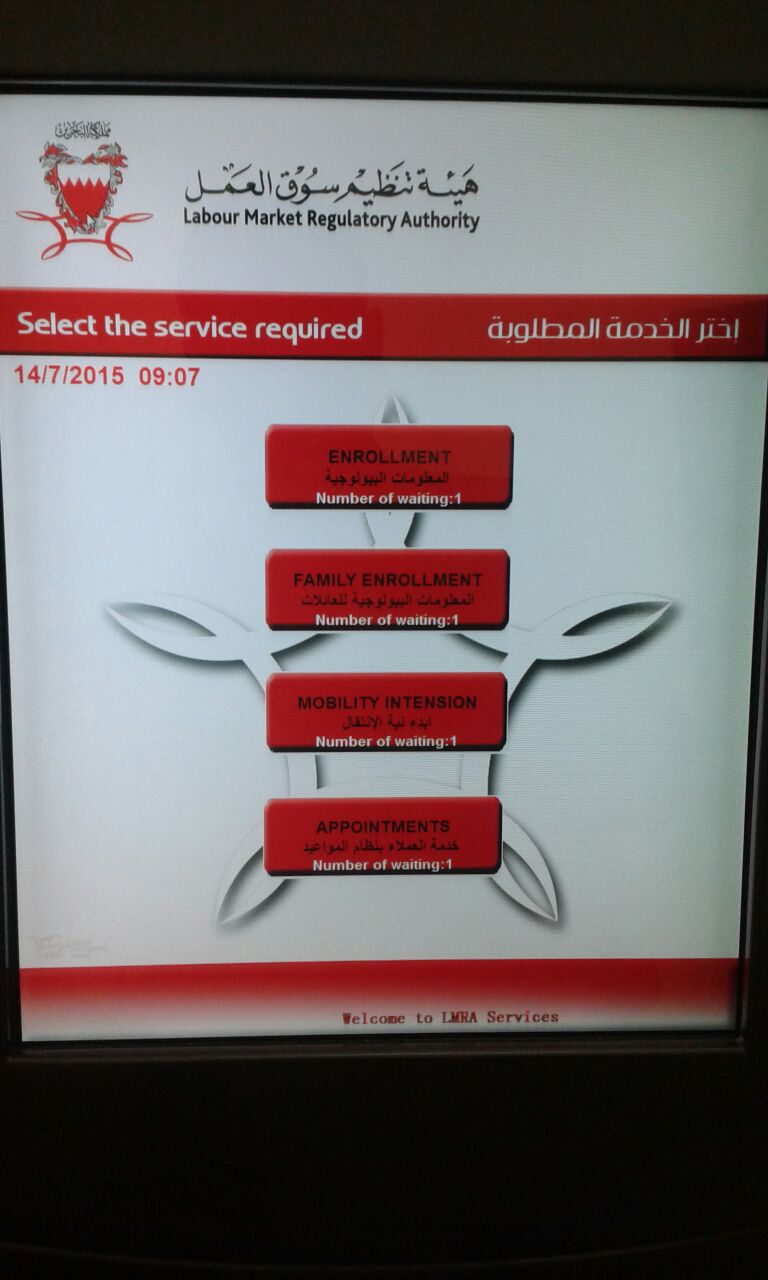 مملكة البحرين
هيئة تنظيم سوق العمل
Labour Market Regulatory Authority
Select the service required
إختر الخدمة المطلوبة
14/7/2015 09:07
ENROLLMENT
المعلومات البيولوجية
Number of waiting:1
FAMILY ENROLLMENT
المعلومات البيولوجية للعائلات
Number of waiting:1
MOBILITY INTENSION
ابدء نية الإنتقال
Number of waiting:1
APPOINTMENTS
خدمة العملاء بنظام المواعيد
Number of waiting:1
Welcome to LMRA Services